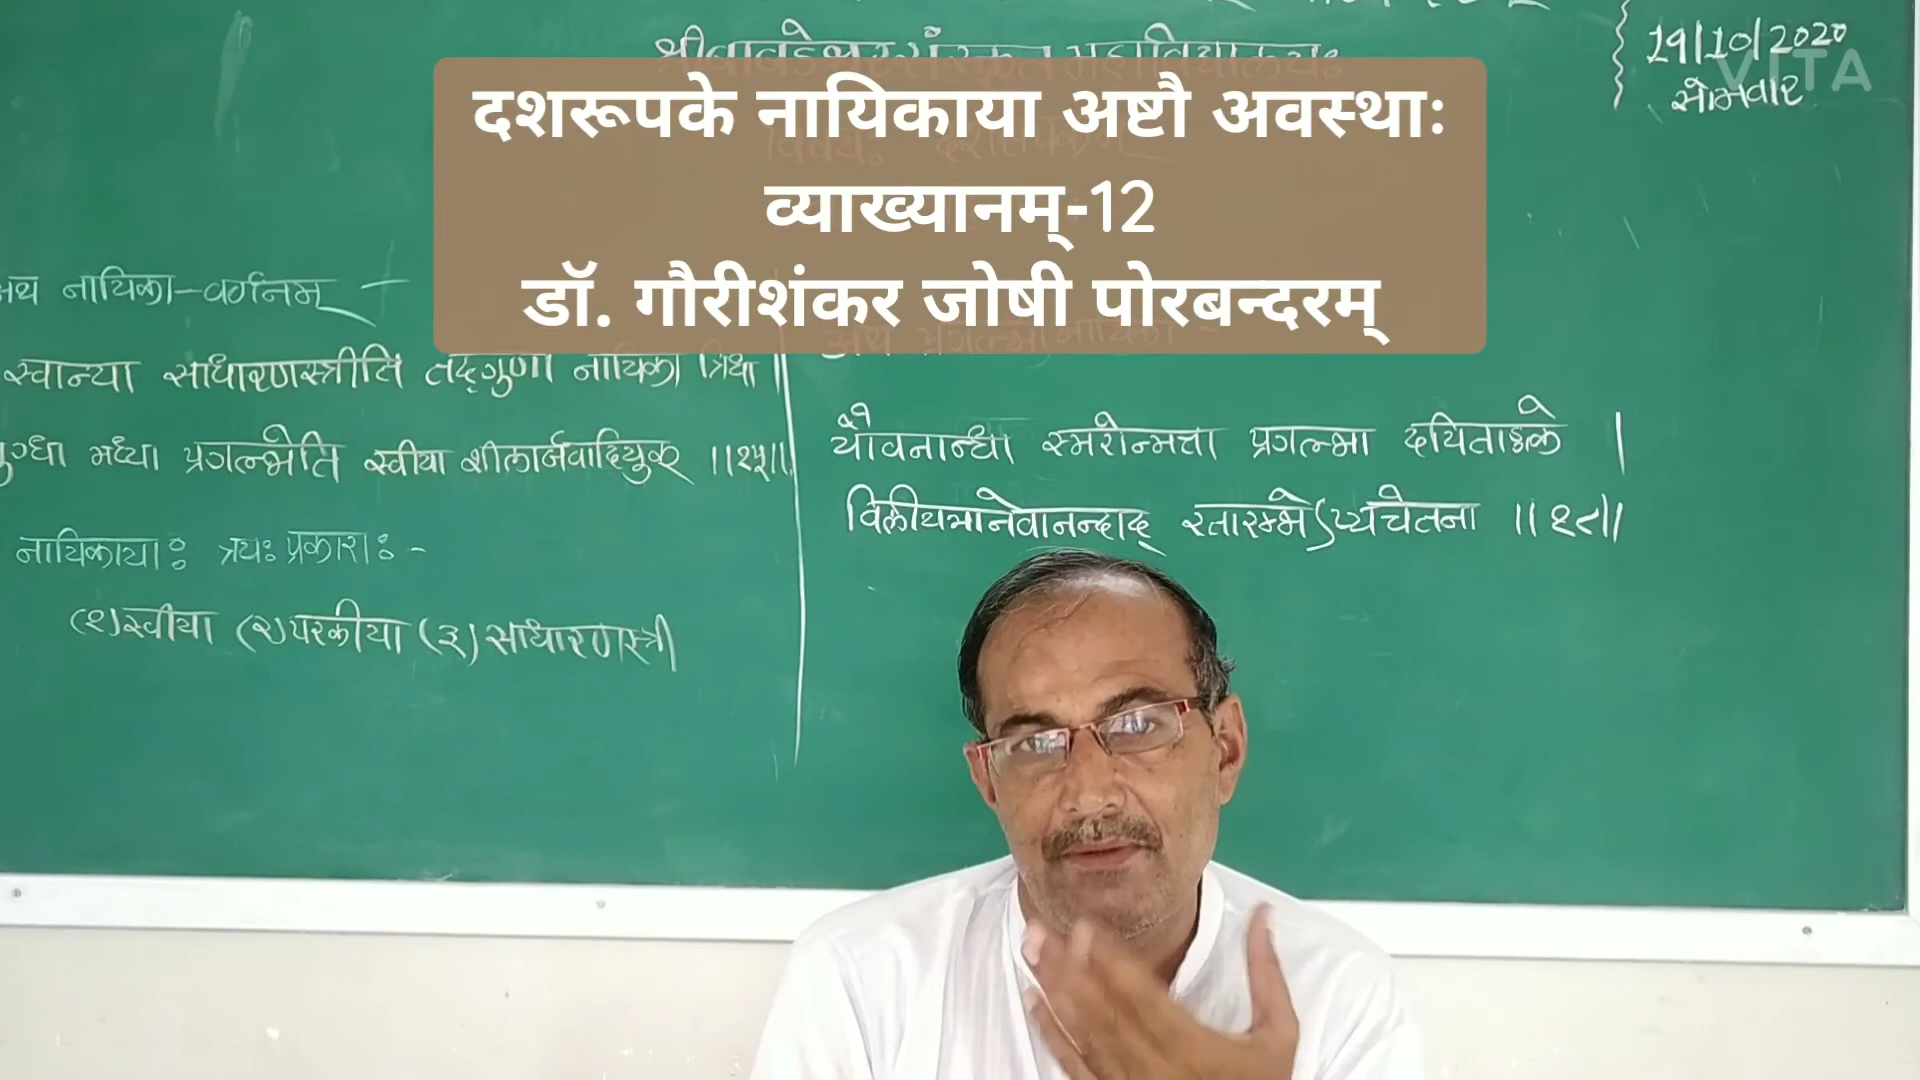 19/10/2020
VITA
सोमवार
दशरूपके नायिकाया अष्टौ अवस्थाः
व्याख्यानम्-12
डॉ. गौरीशंकर जोषी पोरबन्दरम्
अथ नायिका-वर्णनम् -
स्वान्या साधारणस्त्रीति तद्गुणा नायिका त्रिधा |
मुग्धा मध्या प्रगल्भेति स्वीया शीलार्जवादियुक् ||१५||
नायिकायाः त्रयः प्रकाराः -
(१) स्वीया (२) परकीया (३) साधारणस्त्री
अथ प्रगल्भा नायिका -
यौवनान्धा स्मरोन्मत्ता प्रगल्भा दयिताङ्गके |
विलीयमानेवानन्दाद् रतारम्भेऽप्यचेतना ||१८||